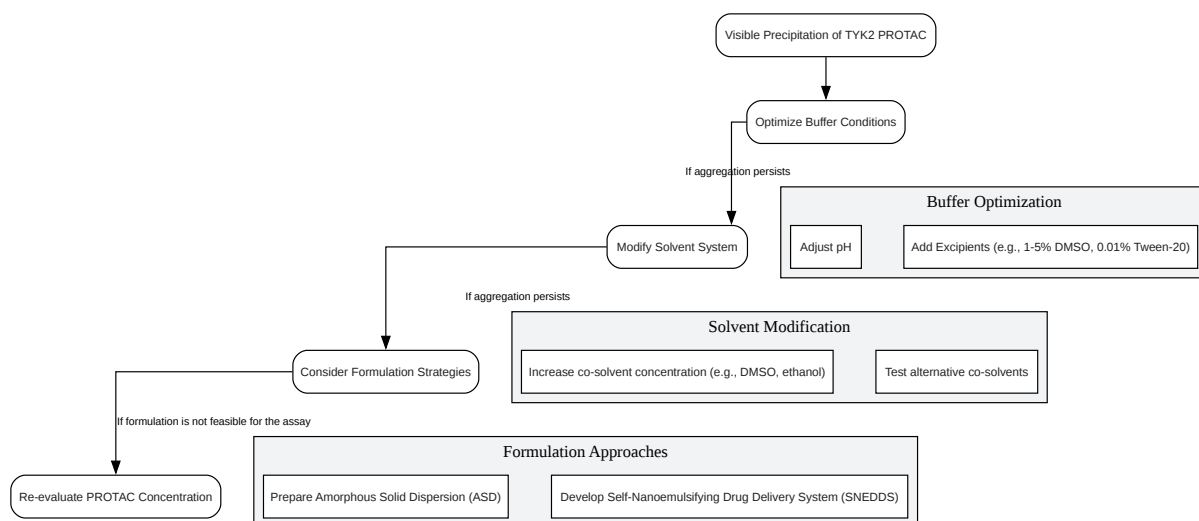 Visible Precipitation of TYK2 PROTAC
Optimize Buffer Conditions
If aggregation persists
Buffer Optimization
Adjust pH
Add Excipients (e.g., 1-5% DMSO, 0.01% Tween-20)
Modify Solvent System
If aggregation persists
Solvent Modification
Increase co-solvent concentration (e.g., DMSO, ethanol)
Test alternative co-solvents
Consider Formulation Strategies
If formulation is not feasible for the assay
Formulation Approaches
Prepare Amorphous Solid Dispersion (ASD)
Develop Self-Nanoemulsifying Drug Delivery System (SNEDDS)
Re-evaluate PROTAC Concentration